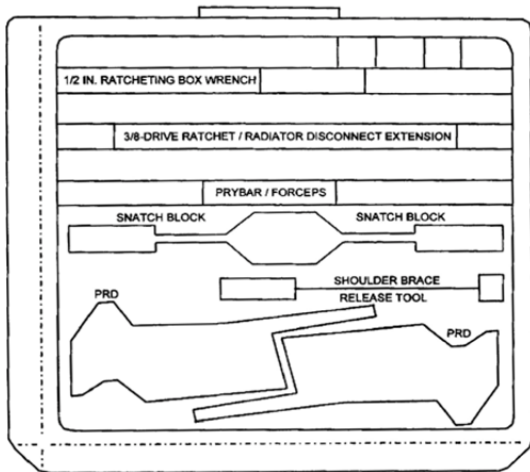 1/2 IN. RATCHETING BOX WRENCH
3/8-DRIVE RATCHET / RADIATOR DISCONNECT EXTENSION
PRYBAR / FORCEPS
SNATCH BLOCK
SNATCH BLOCK
SHOULDER BRACE
RELEASE TOOL
PRD
PRD